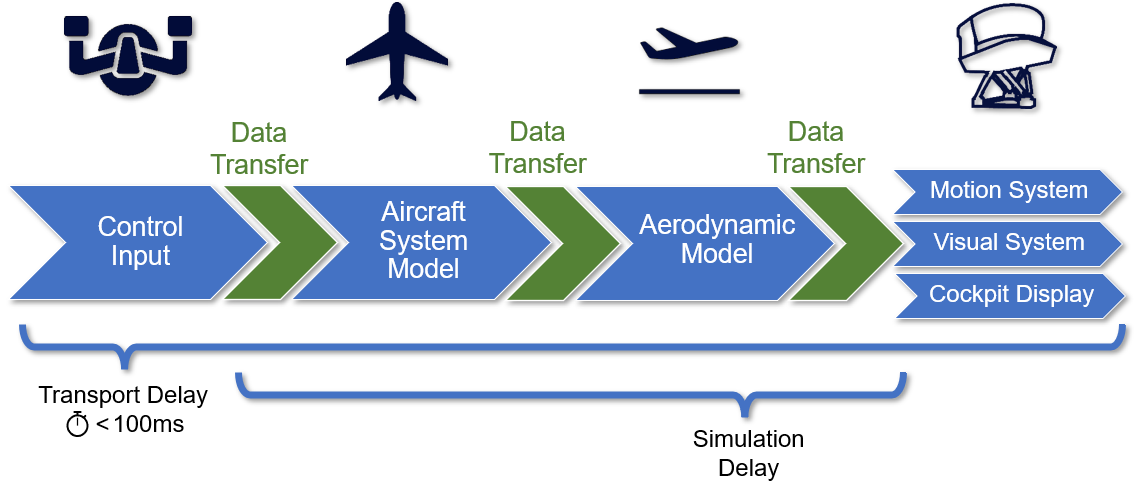 Data
Transfer
Data
Transfer
Data
Transfer
Control
Input
Aircraft
System
Model
Aerodynamic
Model
Motion System
Visual System
Cockpit Display
Transport Delay
<100ms
Simulation
Delay